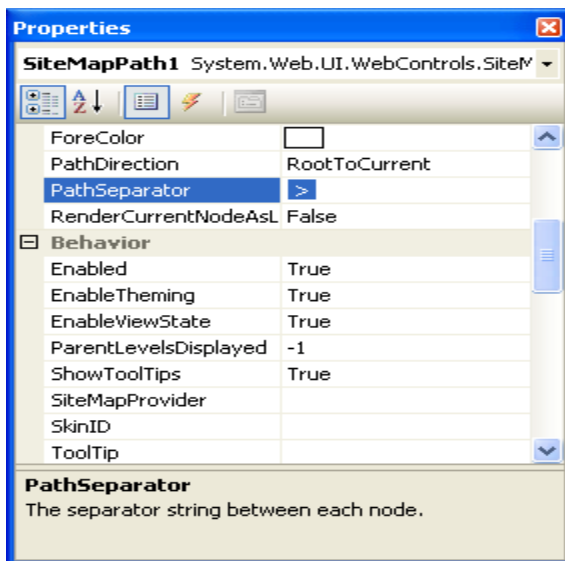 Properties
SiteMapPath1 System.Web.UI.WebControls.SiteM
ForeColor
PathDirection RootToCurrent
PathSeparator >
RenderCurrentNodeAsL False
Behavior
Enabled True
EnableTheming True
EnableViewState True
ParentLevelsDisplayed -1
ShowToolTips True
SiteMapProvider
SkinID
ToolTip
PathSeparator
The separator string between each node.